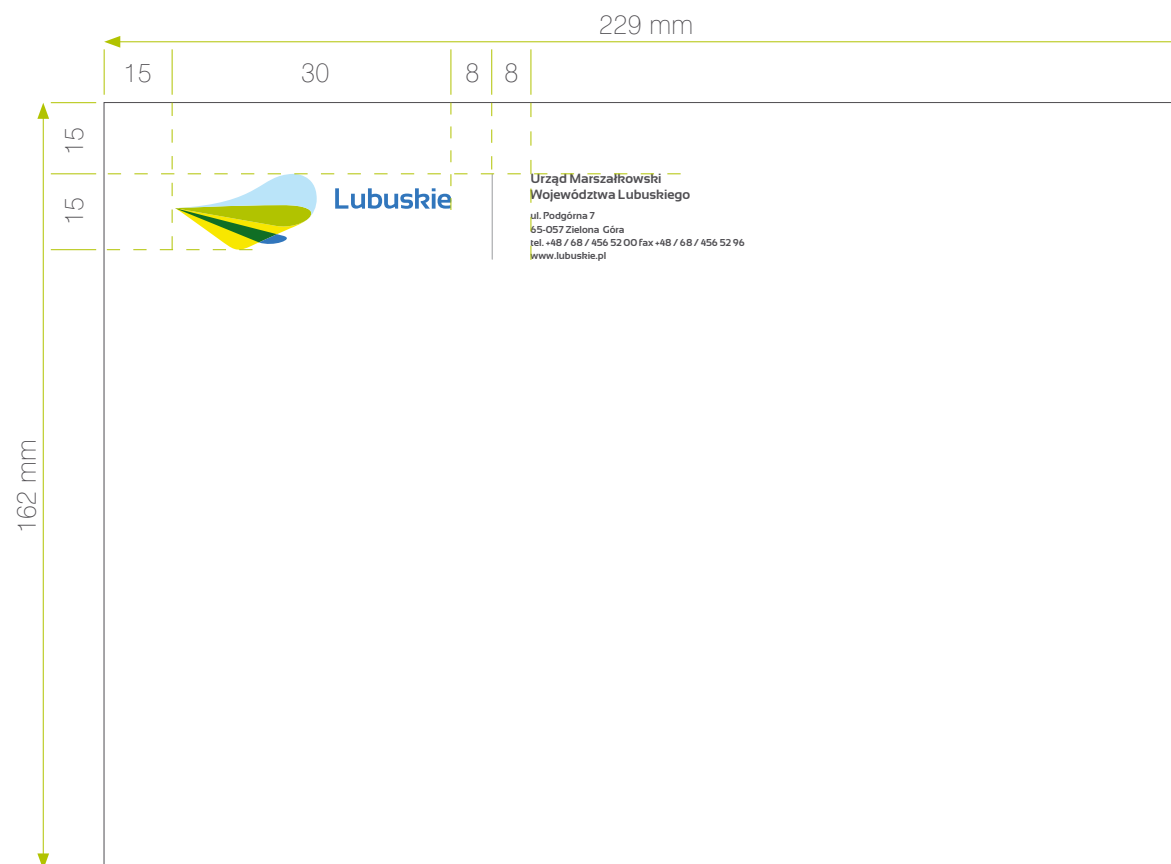 229 mm
15 30 8 8
15
15
162 mm
Lubuskie
Urząd Marszałkowski
Województwa Lubuskiego
ul. Podgórna 7
65-057 Zielona Góra
tel. +48 / 68 / 456 52 00 fax +48 / 68 / 456 52 96
www.lubuskie.pl